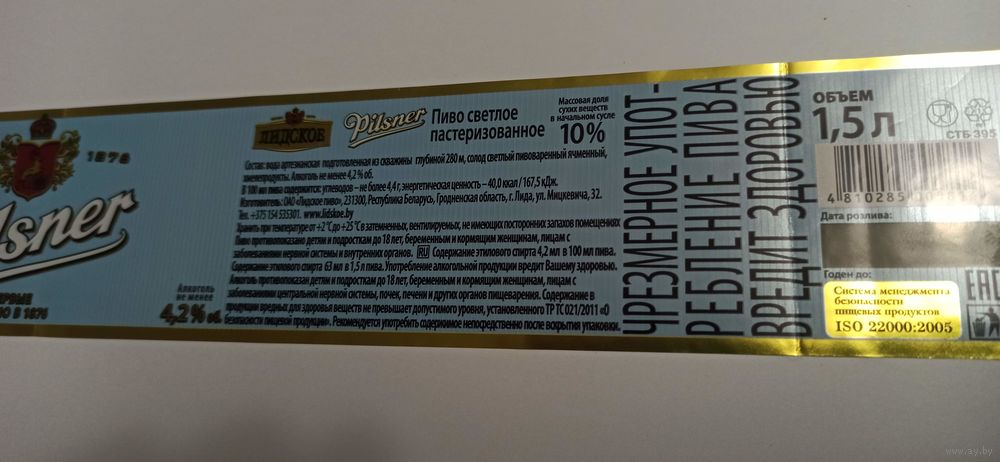 1876
lsner
ВО В 1876
Алкоголь
не менее
4,2% об.
ЛИДСКОЕ
Pilsner
Пиво светлое
пастеризованное
Массовая доля
сухих веществ
в начальном сусле
10%
Состав: вода артезианская подготовленная из скважины глубиной 280 м, солод светлый пивоваренный ячменный,
хмелепродукты. Алкоголь не менее 4,2 % об.
В 100 мл пива содержится: углеводов – не более 4,4 г, энергетическая ценность – 40,0 ккал / 167,5 кДж.
Изготовитель: ОАО «Лидское пиво», 231300, Республика Беларусь, Гродненская область, г. Лида, ул. Мицкевича, 32.
Тел. +375 154 535301. www.lidskoe.by
Хранить при температуре от +2 °С до +25 °С в затемненных, вентилируемых, не имеющих посторонних запахов помещениях
Пиво противопоказано детям и подросткам до 18 лет, беременным и кормящим женщинам, лицам с
заболеваниями нервной системы и внутренних органов. RU Содержание этилового спирта 4,2 мл в 100 мл пива.
Содержание этилового спирта 63 мл в 1,5 л пива. Употребление алкогольной продукции вредит Вашему здоровью.
Алкоголь противопоказан детям и подросткам до 18 лет, беременным и кормящим женщинам, лицам с
заболеваниями центральной нервной системы, почек, печени и других органов пищеварения. Содержание в
продукции вредных для здоровья веществ не превышает допустимого уровня, установленного ТР ТС 021/2011 «О
безопасности пищевой продукции». Рекомендуется употребить содержимое непосредственно после вскрытия упаковки.
ЧРЕЗМЕРНОЕ УПОТ-
РЕБЛЕНИЕ ПИВА
ВРЕДИТ ЗДОРОВЬЮ
ОБЪЕМ
1,5 л
СТБ 395
4 810285
Дата розлива:
Годен до:
Система менеджмента
безопасности
пищевых продуктов
ISO 22000:2005
EAC
www.ay.by